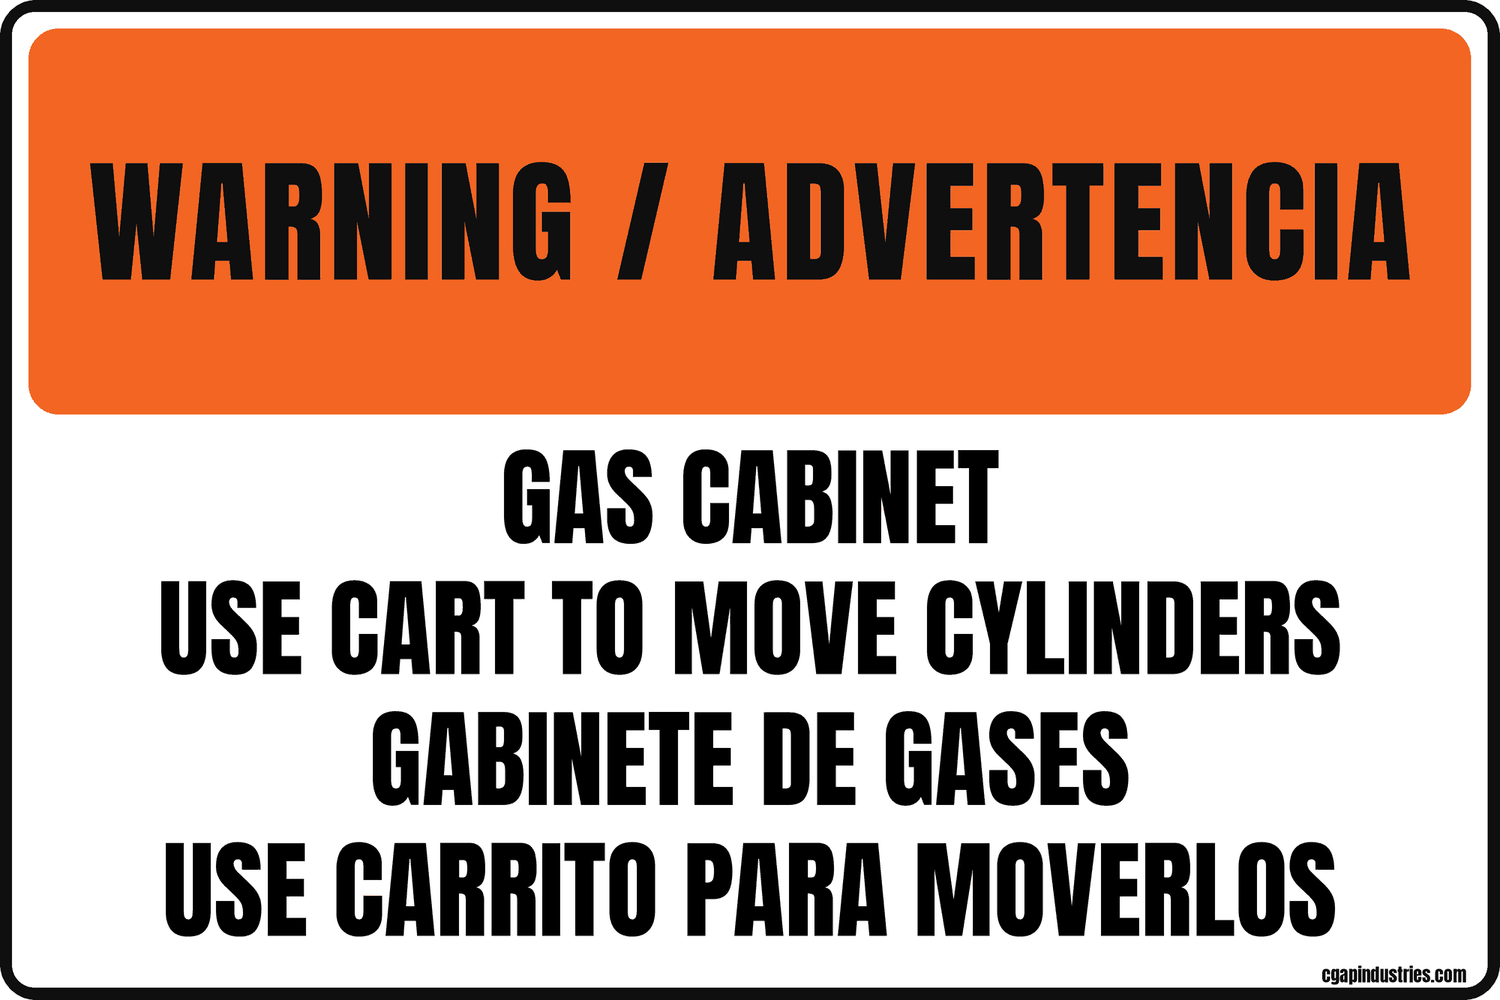 WARNING / ADVERTENCIA
GAS CABINET
USE CART TO MOVE CYLINDERS
GABINETE DE GASES
USE CARRITO PARA MOVERLOS
cgapindustries.com